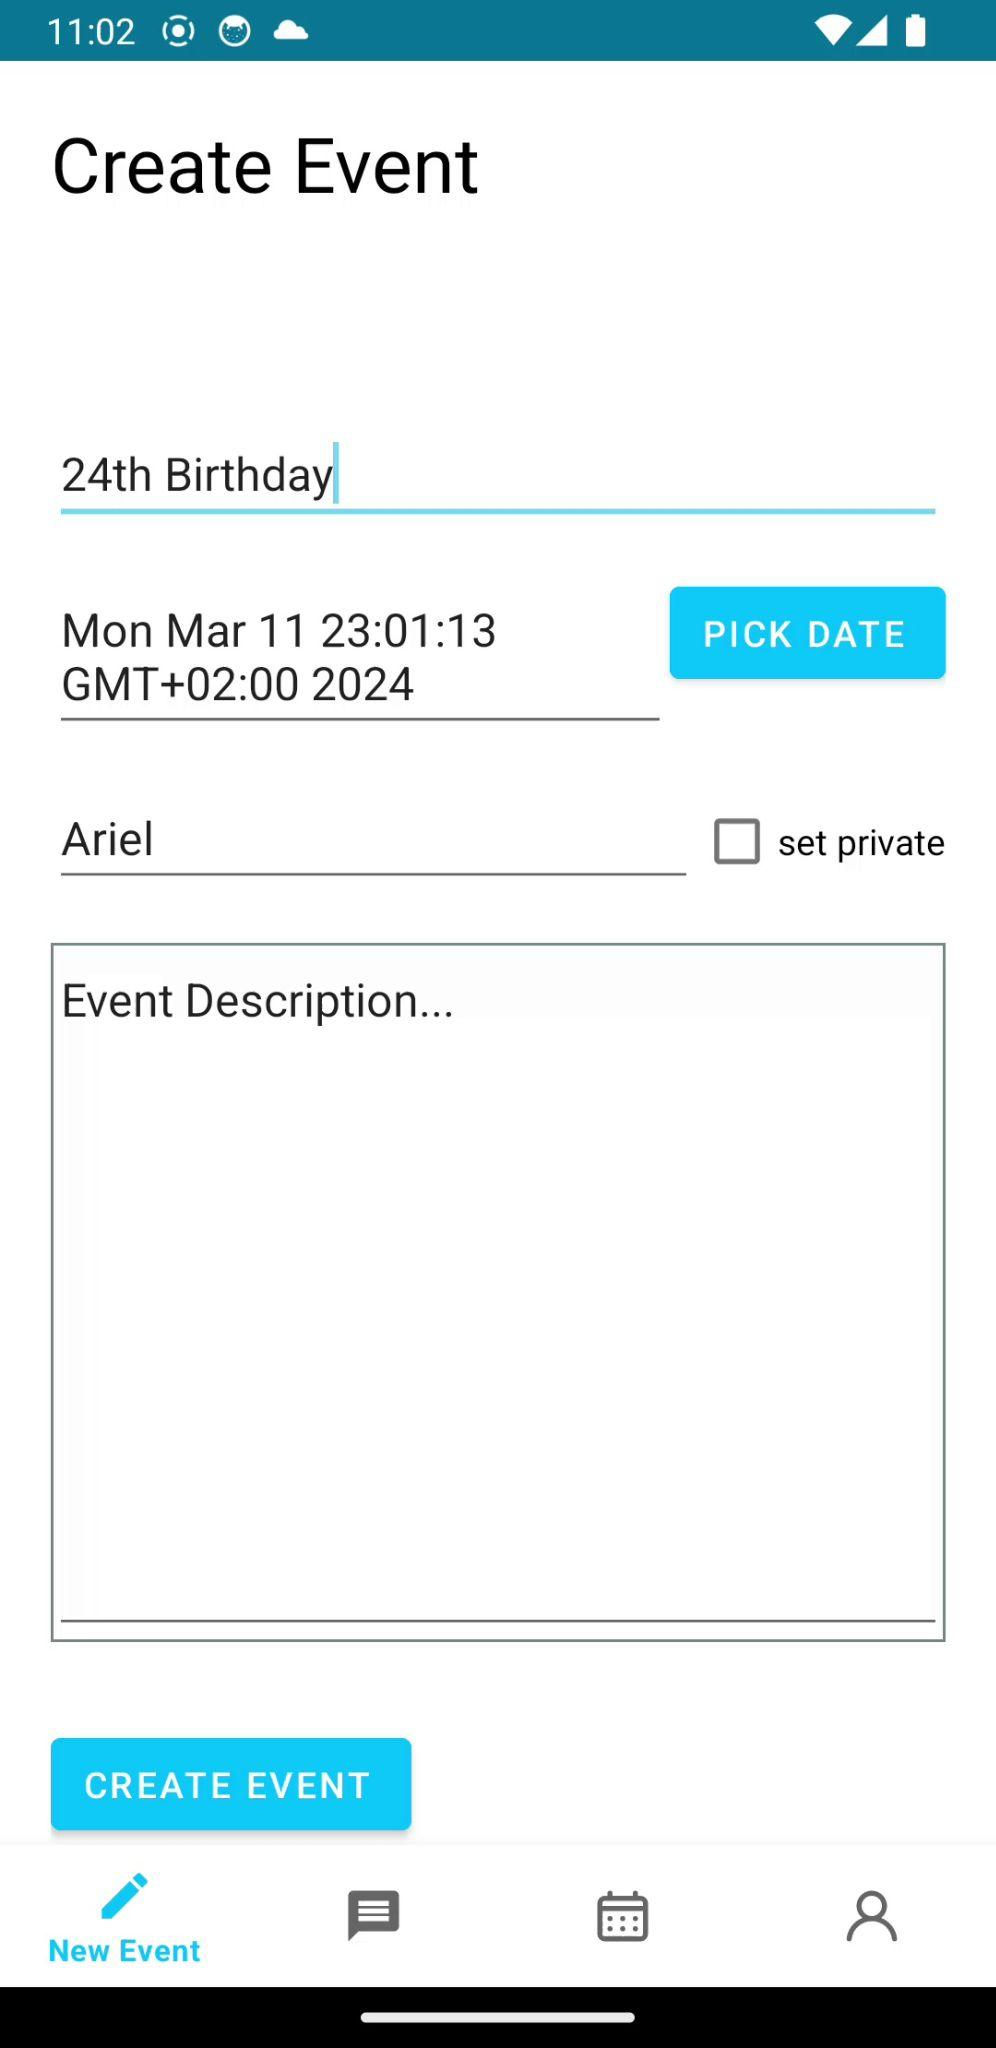 11:02
Create Event
24th Birthday
Mon Mar 11 23:01:13
GMT+02:00 2024
PICK DATE
Ariel
set private
Event Description...
CREATE EVENT
New Event